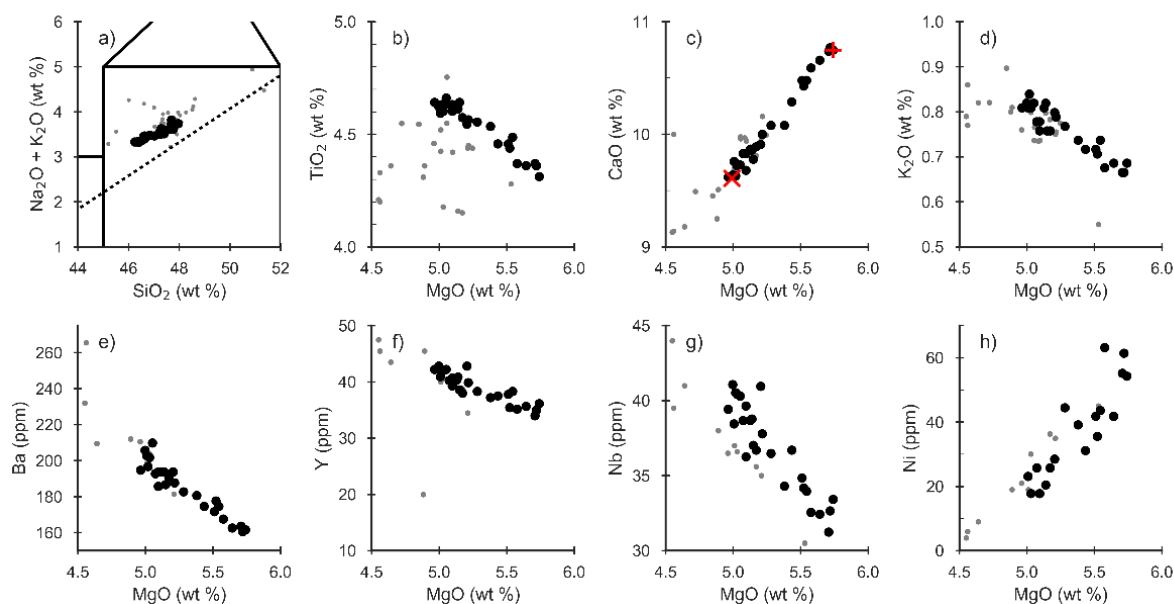 a)
b)
c)
d)
6
5
4
3
2
1
Na₂O + K₂O (wt %)
44 46 48 50 52
SiO₂ (wt %)
5.0
4.5
4.0
TiO₂ (wt %)
4.5 5.0 5.5 6.0
MgO (wt %)
11
10
9
CaO (wt %)
4.5 5.0 5.5 6.0
MgO (wt %)
1.0
0.9
0.8
0.7
0.6
0.5
K₂O (wt %)
4.5 5.0 5.5 6.0
MgO (wt %)
e)
f)
g)
h)
260
240
220
200
180
160
Ba (ppm)
4.5 5.0 5.5 6.0
MgO (wt %)
50
40
30
20
10
Y (ppm)
4.5 5.0 5.5 6.0
MgO (wt %)
45
40
35
30
Nb (ppm)
4.5 5.0 5.5 6.0
MgO (wt %)
60
40
20
0
Ni (ppm)
4.5 5.0 5.5 6.0
MgO (wt %)